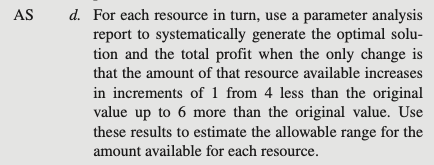 AS d. For each resource in turn, use a parameter analysis
report to systematically generate the optimal solu-
tion and the total profit when the only change is
that the amount of that resource available increases
in increments of 1 from 4 less than the original
value up to 6 more than the original value. Use
these results to estimate the allowable range for the
amount available for each resource.